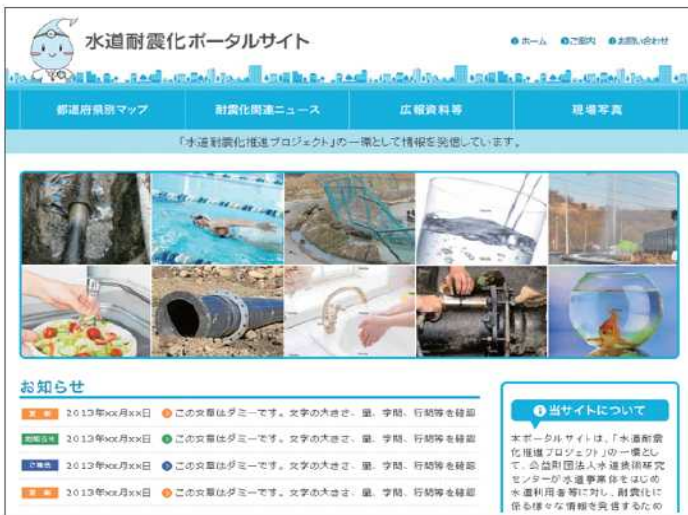 水道耐震化ポータルサイト
ホーム ご案内 お問い合わせ
都道府県別マップ 耐震化関連ニュース 広報資料等 現場写真
「水道耐震化推進プロジェクト」の一環として情報を発信しています。
お知らせ
更新 2013年xx月xx日 この文章はダミーです。文字の大きさ、量、字間、行間等を確認
お知らせ 2013年xx月xx日 この文章はダミーです。文字の大きさ、量、字間、行間等を確認
ご報告 2013年xx月xx日 この文章はダミーです。文字の大きさ、量、字間、行間等を確認
更新 2013年xx月xx日 この文章はダミーです。文字の大きさ、量、字間、行間等を確認
当サイトについて
本ポータルサイトは、「水道耐震
化推進プロジェクト」の一環とし
て、公益財団法人水道技術研究
センターが水道事業体をはじめ
水道利用者等に対し、耐震化に
係る様々な情報を発信するため